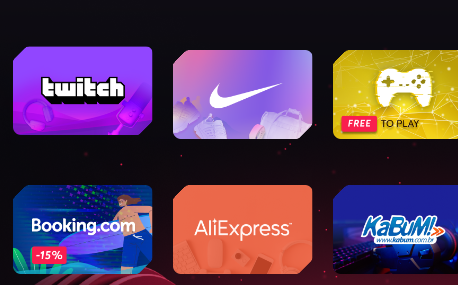 twitch
FREE TO PLAY
Booking.com
-15%
AliExpress
KaBuM!
www.kabum.com.br